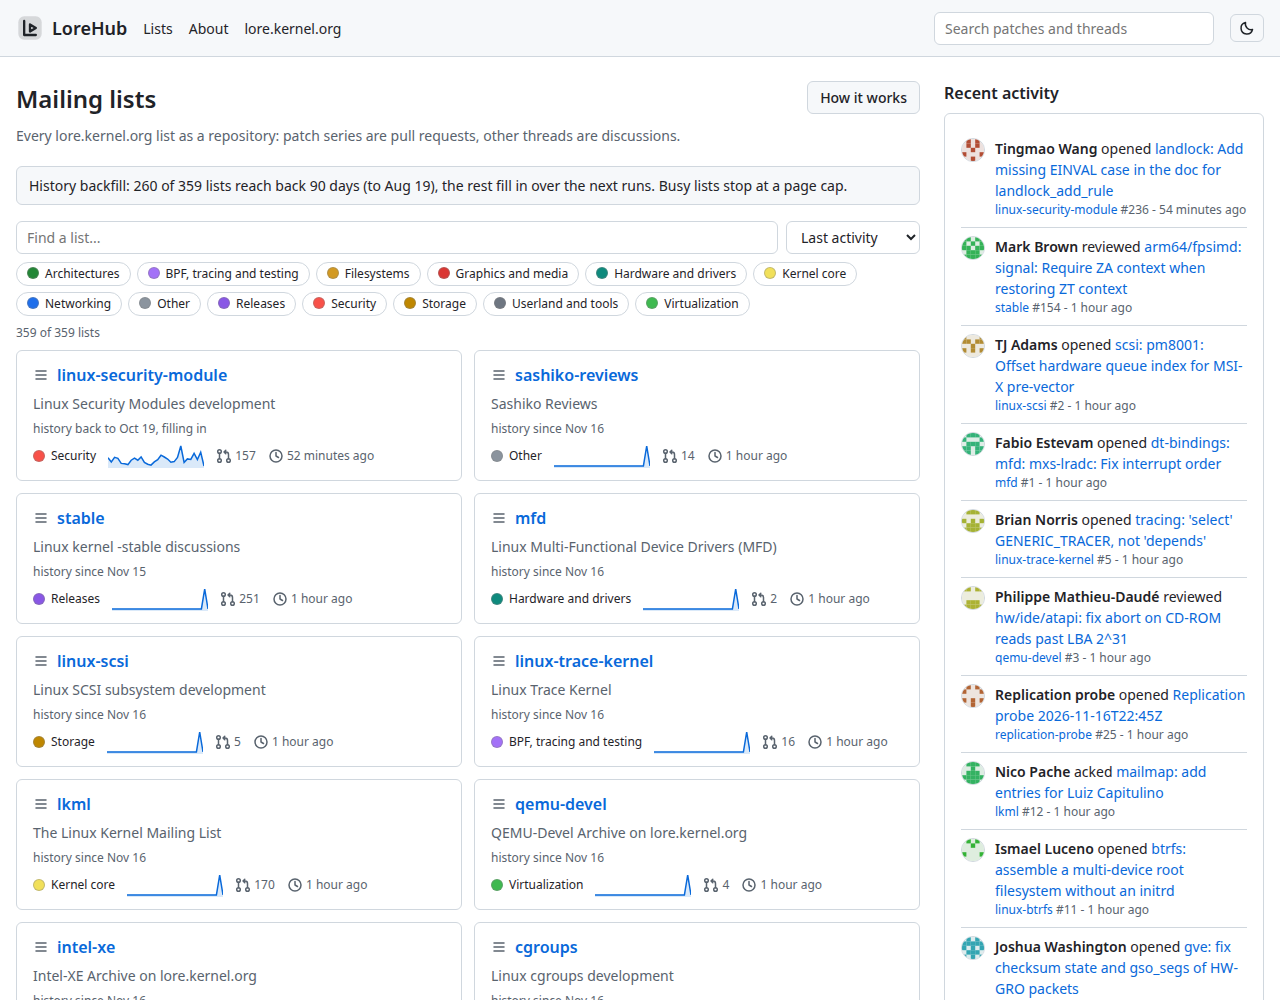 LoreHub Lists About lore.kernel.org Search patches and threads
Mailing lists
How it works
Every lore.kernel.org list as a repository: patch series are pull requests, other threads are discussions.
History backfill: 260 of 359 lists reach back 90 days (to Aug 19), the rest fill in over the next runs. Busy lists stop at a page cap.
Find a list... Last activity
Architectures BPF, tracing and testing Filesystems Graphics and media Hardware and drivers Kernel core
Networking Other Releases Security Storage Userland and tools Virtualization
359 of 359 lists
linux-security-module
Linux Security Modules development
history back to Oct 19, filling in
Security 157 52 minutes ago
sashiko-reviews
Sashiko Reviews
history since Nov 16
Other 14 1 hour ago
stable
Linux kernel -stable discussions
history since Nov 15
Releases 251 1 hour ago
mfd
Linux Multi-Functional Device Drivers (MFD)
history since Nov 16
Hardware and drivers 2 1 hour ago
linux-scsi
Linux SCSI subsystem development
history since Nov 16
Storage 5 1 hour ago
linux-trace-kernel
Linux Trace Kernel
history since Nov 16
BPF, tracing and testing 16 1 hour ago
lkml
The Linux Kernel Mailing List
history since Nov 16
Kernel core 170 1 hour ago
qemu-devel
QEMU-Devel Archive on lore.kernel.org
history since Nov 16
Virtualization 4 1 hour ago
intel-xe
Intel-XE Archive on lore.kernel.org
history since Nov 16
cgroups
Linux cgroups development
history since Nov 16
Recent activity
Tingmao Wang opened landlock: Add
missing EINVAL case in the doc for
landlock_add_rule
linux-security-module #236 - 54 minutes ago
Mark Brown reviewed arm64/fpsimd:
signal: Require ZA context when
restoring ZT context
stable #154 - 1 hour ago
TJ Adams opened scsi: pm8001:
Offset hardware queue index for MSI-
X pre-vector
linux-scsi #2 - 1 hour ago
Fabio Estevam opened dt-bindings:
mfd: mxs-lradc: Fix interrupt order
mfd #1 - 1 hour ago
Brian Norris opened tracing: 'select'
GENERIC_TRACER, not 'depends'
linux-trace-kernel #5 - 1 hour ago
Philippe Mathieu-Daudé reviewed
hw/ide/atapi: fix abort on CD-ROM
reads past LBA 2^31
qemu-devel #3 - 1 hour ago
Replication probe opened Replication
probe 2026-11-16T22:45Z
replication-probe #25 - 1 hour ago
Nico Pache acked mailmap: add
entries for Luiz Capitulino
lkml #12 - 1 hour ago
Ismael Luceno opened btrfs:
assemble a multi-device root
filesystem without an initrd
linux-btrfs #11 - 1 hour ago
Joshua Washington opened gve: fix
checksum state and gso_segs of HW-
GRO packets